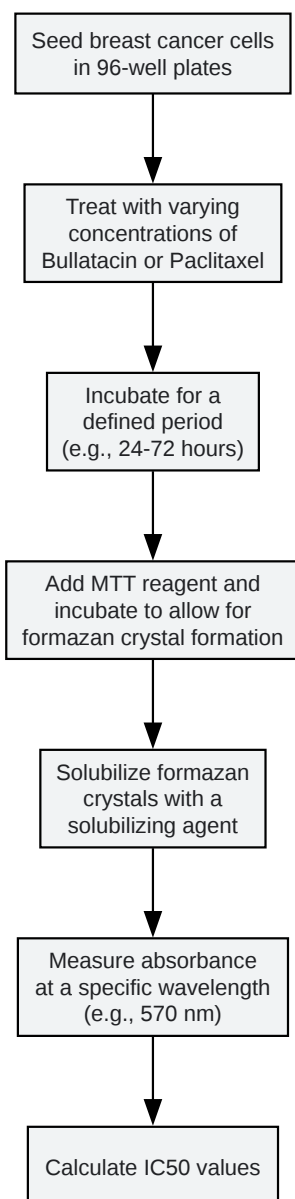 Seed breast cancer cells
in 96-well plates
Treat with varying
concentrations of
Bullatacin or Paclitaxel
Incubate for a
defined period
(e.g., 24-72 hours)
Add MTT reagent and
incubate to allow for
formazan crystal formation
Solubilize formazan
crystals with a
solubilizing agent
Measure absorbance
at a specific wavelength
(e.g., 570 nm)
Calculate IC50 values